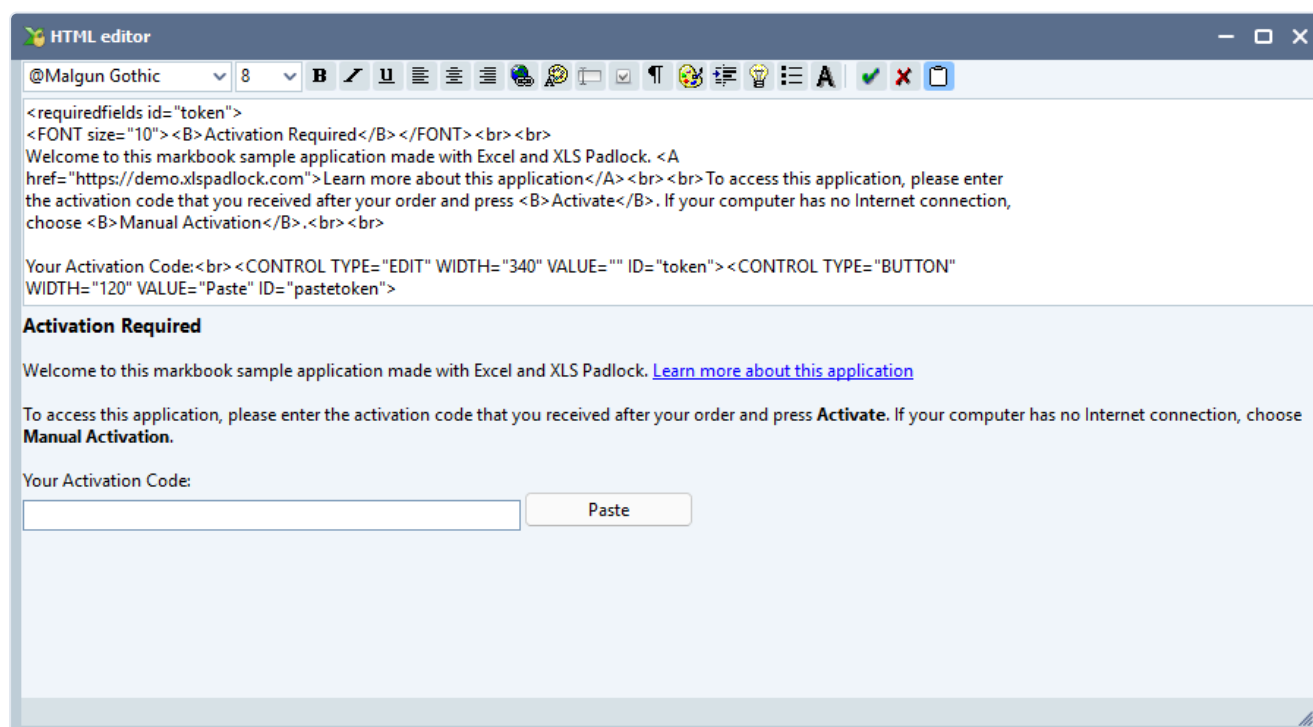 HTML editor
@Malgun Gothic 8 B I U A
<requiredfields id="token">
<FONT size="10"><B>Activation Required</B></FONT><br><br>
Welcome to this markbook sample application made with Excel and XLS Padlock. <A
href="https://demo.xlspadlock.com">Learn more about this application</A><br><br>To access this application, please enter
the activation code that you received after your order and press <B>Activate</B>. If your computer has no Internet connection,
choose <B>Manual Activation</B>.<br><br>
Your Activation Code:<br><CONTROL TYPE="EDIT" WIDTH="340" VALUE="" ID="token"><CONTROL TYPE="BUTTON"
WIDTH="120" VALUE="Paste" ID="pastetoken">
Activation Required
Welcome to this markbook sample application made with Excel and XLS Padlock. Learn more about this application
To access this application, please enter the activation code that you received after your order and press Activate. If your computer has no Internet connection, choose
Manual Activation.
Your Activation Code:
Paste